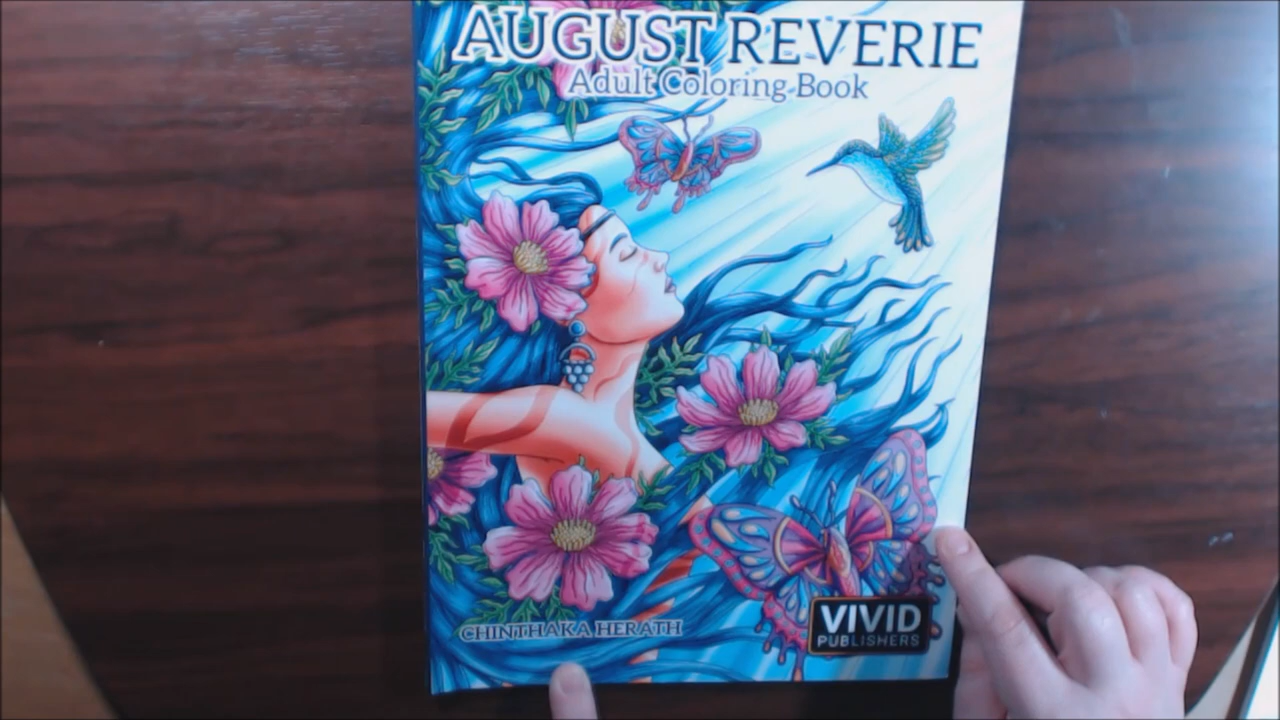 AUGUST REVERIE
Adult Coloring Book
CHINTHAKA HERATH
VIVID
PUBLISHERS